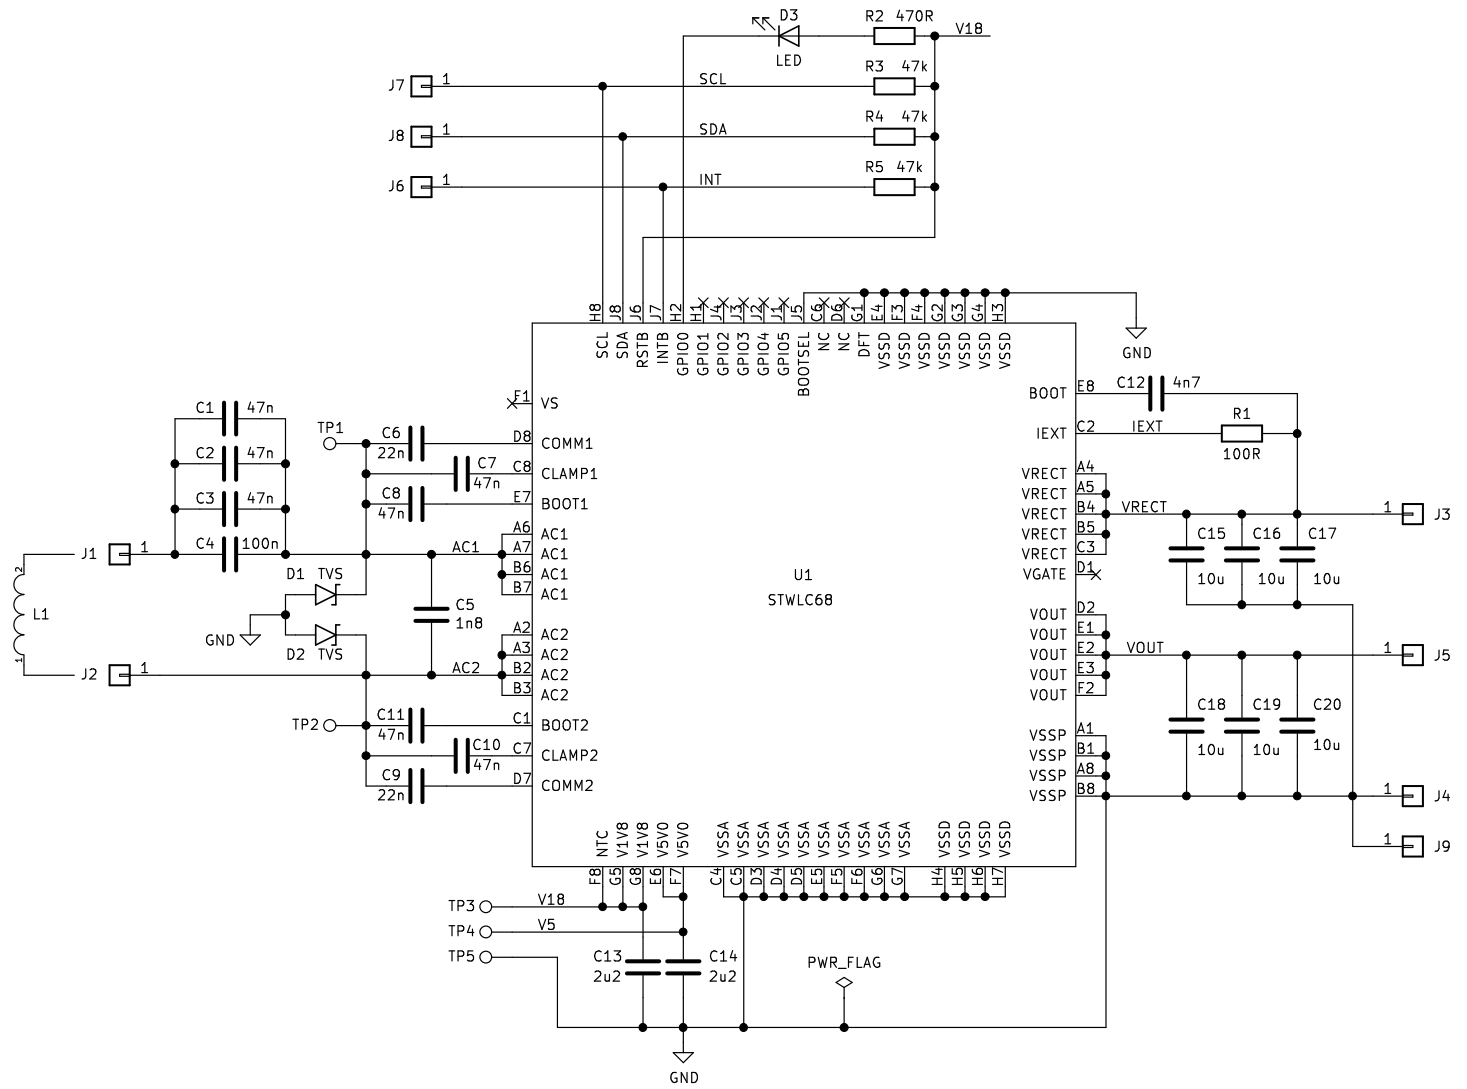 D3
R2 470R
V18
LED
R3 47k
J7 1
SCL
R4 47k
J8 1
SDA
R5 47k
J6 1
INT
H8
J8
J6
J7
H2
H1
J4
J3
J2
J1
J5
C6
D6
G1
E4
F3
F4
G2
G3
G4
H3
SCL
SDA
RSTB
INTB
GPIO0
GPIO1
GPIO2
GPIO3
GPIO4
GPIO5
BOOTSEL
NC
NC
DFT
VSSD
VSSD
VSSD
VSSD
VSSD
VSSD
VSSD
GND
C1 47n
C2 47n
C3 47n
C4 100n
J1 1
L1
2
1
J2 1
TP1
C6
22n
C7
47n
C8
47n
D1 TVS
GND
D2 TVS
C5
1n8
AC1
AC2
TP2
C11
47n
C10
47n
C9
22n
F1 VS
D8 COMM1
C8 CLAMP1
E7 BOOT1
A6 AC1
A7 AC1
B6 AC1
B7 AC1
A2 AC2
A3 AC2
B2 AC2
B3 AC2
C1 BOOT2
C7 CLAMP2
D7 COMM2
U1
STWLC68
BOOT E8
IEXT C2
VRECT A4
VRECT A5
VRECT B4
VRECT B5
VRECT C3
VGATE D1
VOUT D2
VOUT E1
VOUT E2
VOUT E3
VOUT F2
VSSP A1
VSSP B1
VSSP A8
VSSP B8
C12 4n7
IEXT
R1
100R
VRECT
1 J3
C15
10u
C16
10u
C17
10u
VOUT
1 J5
C18
10u
C19
10u
C20
10u
1 J4
1 J9
NTC
V1V8
V1V8
V5V0
V5V0
VSSA
VSSA
VSSA
VSSA
VSSA
VSSA
VSSA
VSSA
VSSA
VSSA
VSSD
VSSD
VSSD
VSSD
F8
G5
G8
E6
F7
C4
C5
D3
D4
D5
E5
F5
F6
G6
G7
H4
H5
H6
H7
TP3 V18
TP4 V5
TP5
C13
2u2
C14
2u2
PWR_FLAG
GND